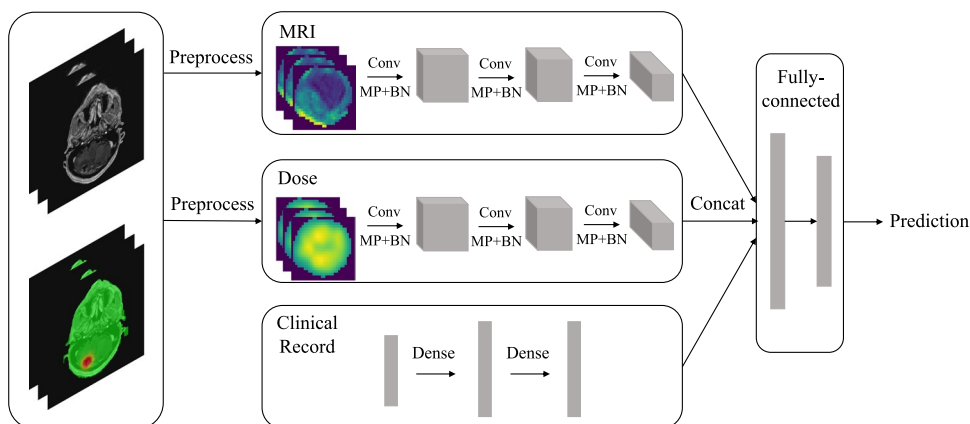 Preprocess
MRI
Conv
MP+BN
Conv
MP+BN
Conv
MP+BN
Preprocess
Dose
Conv
MP+BN
Conv
MP+BN
Conv
MP+BN
Clinical
Record
Dense
Dense
Concat
Fully-
connected
Prediction